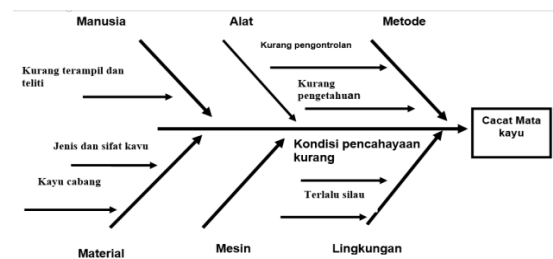 Manusia
Alat
Metode
Kurang pengontrolan
Kurang terampil dan
teliti
Kurang
pengetahuan
Cacat Mata
kayu
Jenis dan sifat kavu
Kondisi pencahayaan
kurang
Kayu cabang
Terlalu silau
Material
Mesin
Lingkungan